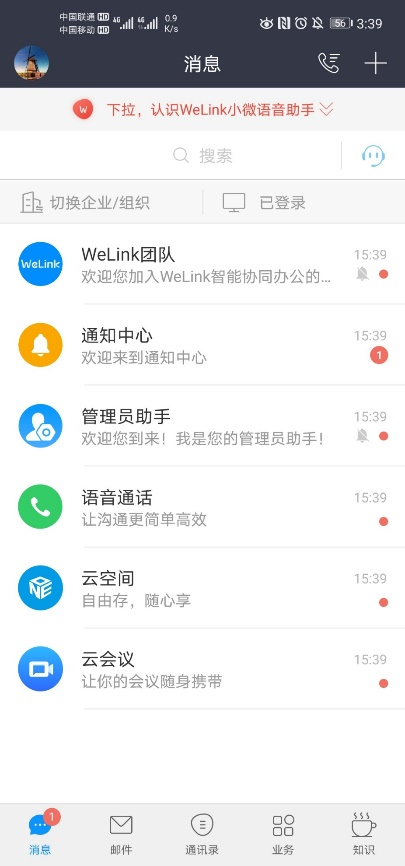 中国联通 HD 4G 4G 0.9 K/s 56 3:39
中国移动 HD
消息
下拉，认识WeLink小微语音助手
搜索
切换企业/组织 已登录
WeLink
WeLink团队 15:39
欢迎您加入WeLink智能协同办公的...
通知中心 15:39
欢迎来到通知中心 1
管理员助手 15:39
欢迎您到来！我是您的管理员助手！
语音通话 15:39
让沟通更简单高效
云空间 15:39
自由存，随心享
云会议 15:39
让你的会议随身携带
1
消息 邮件 通讯录 业务 知识